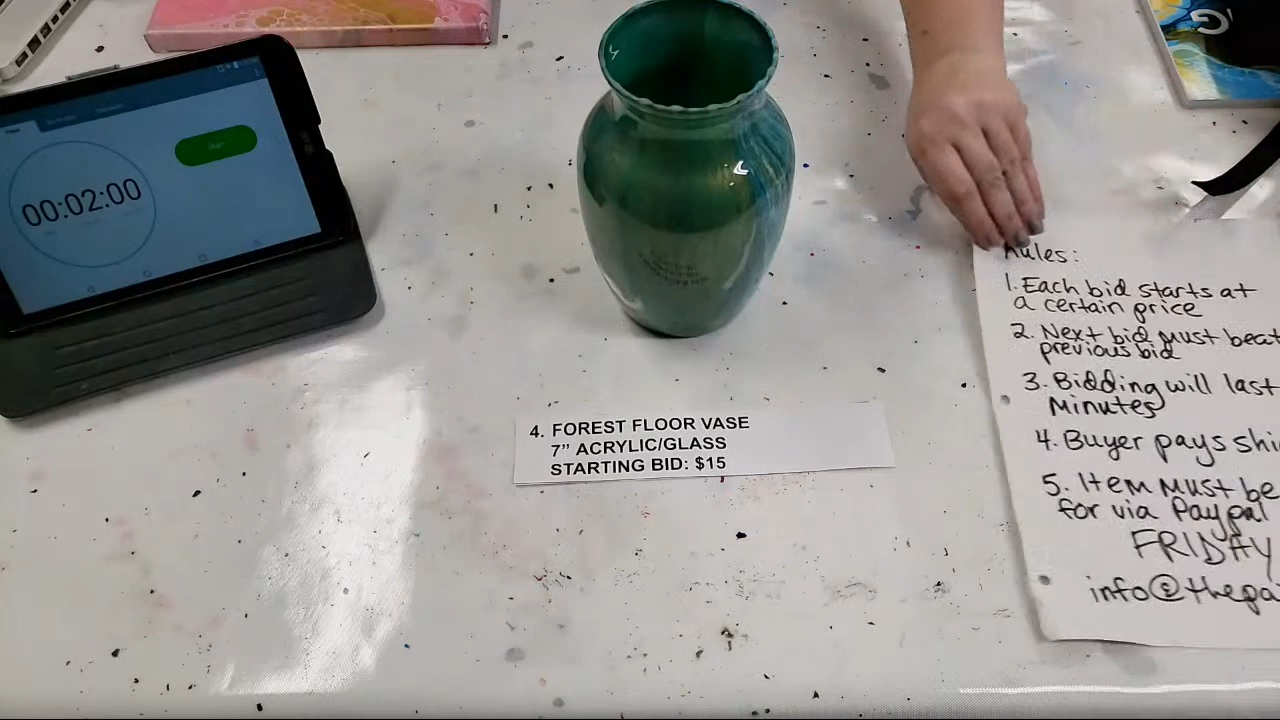 00:02:00
Start
4. FOREST FLOOR VASE
7" ACRYLIC/GLASS
STARTING BID: $15
Rules:
1. Each bid starts at
a certain price
2. Next bid must beat
previous bid
3. Bidding will last
Minutes
4. Buyer pays shi
5. Item must be
for via Paypal
FRIDAY
info@thepa